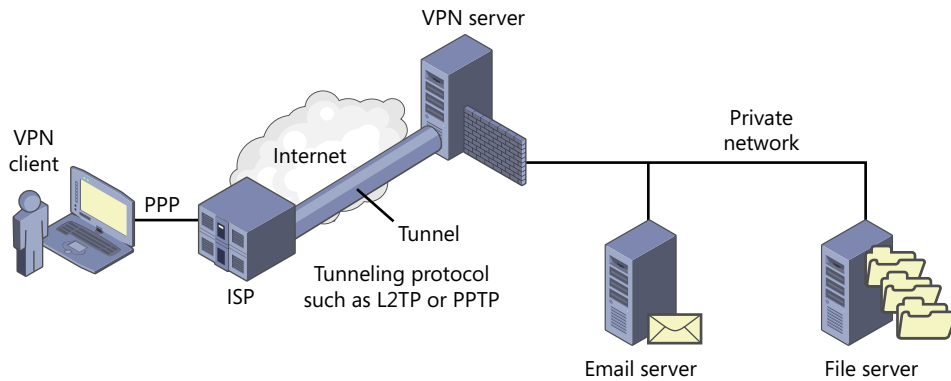 VPN server
Private
network
VPN
client
Internet
PPP
Tunnel
ISP
Tunneling protocol
such as L2TP or PPTP
Email server
File server